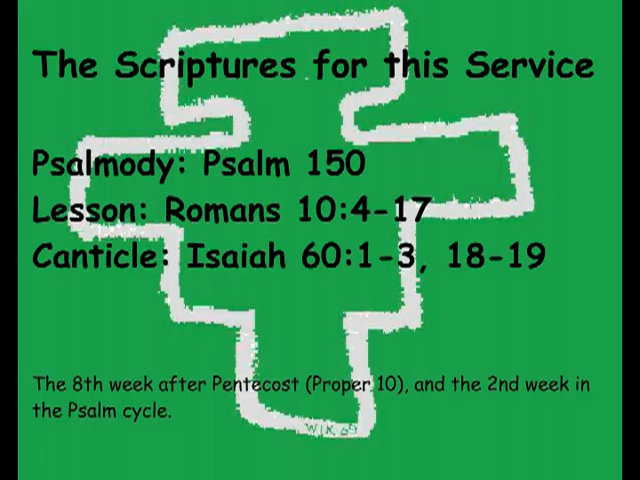 The Scriptures for this Service
Psalmody: Psalm 150
Lesson: Romans 10:4-17
Canticle: Isaiah 60:1-3, 18-19
The 8th week after Pentecost (Proper 10), and the 2nd week in
the Psalm cycle.